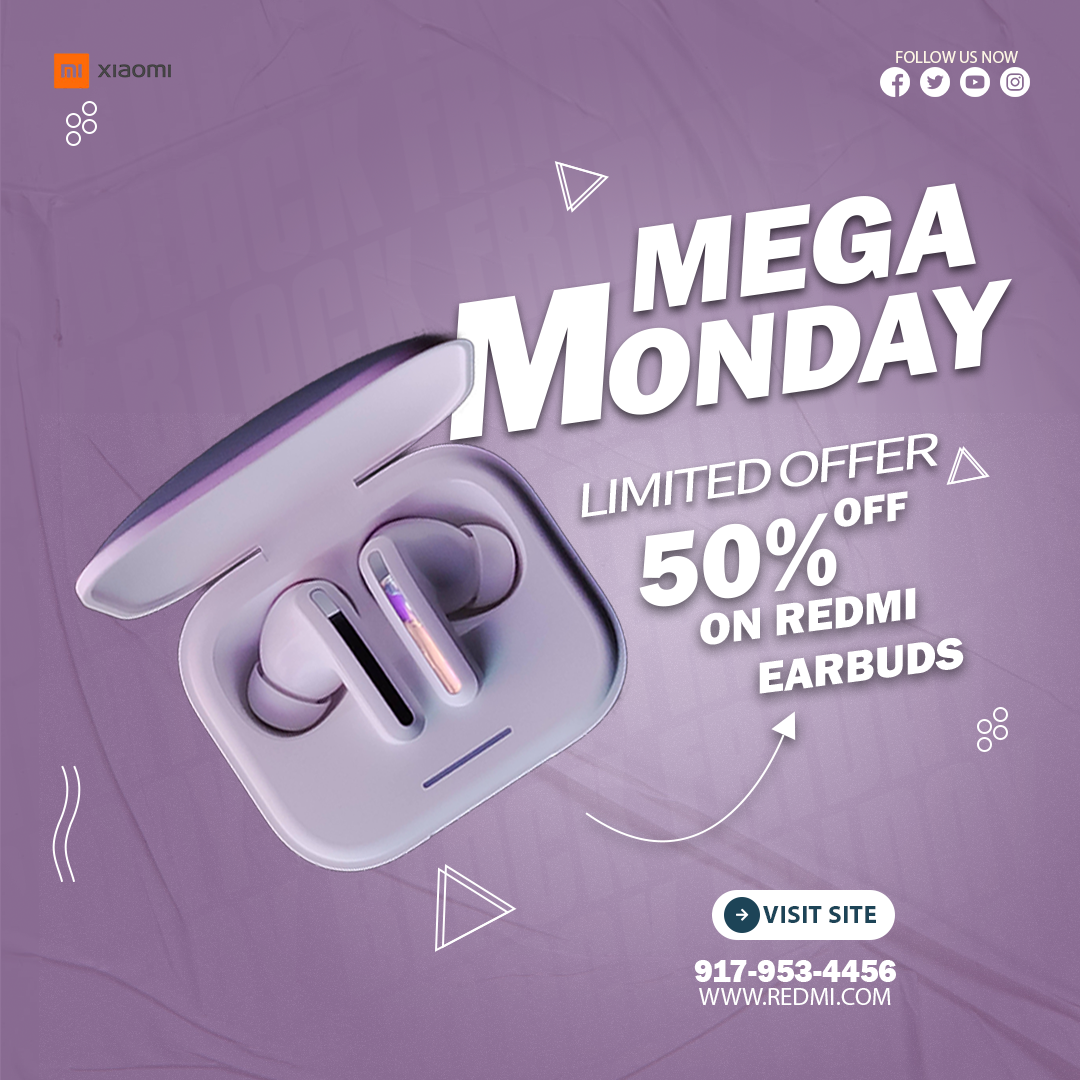 mi xiaomi
FOLLOW US NOW
MEGA
MONDAY
LIMITED OFFER
50% OFF
ON REDMI
EARBUDS
VISIT SITE
917-953-4456
WWW.REDMI.COM